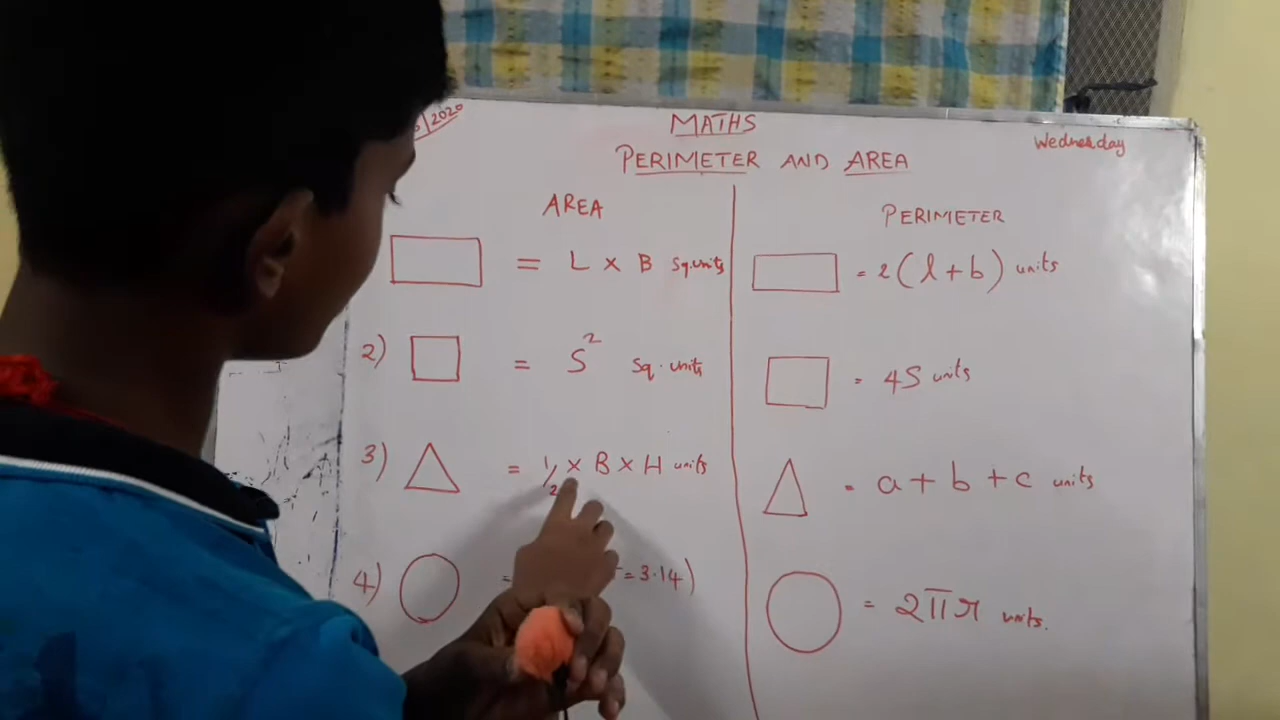 /2020
MATHS
Wednesday
PERIMETER AND AREA
AREA
= L × B Sq.units
2) = S² Sq. units
3) = 1/2 × B × H units
4) = = 3.14)
PERIMETER
= 2(l+b) units
= 4S units
= a + b + c units
= 2πr units.